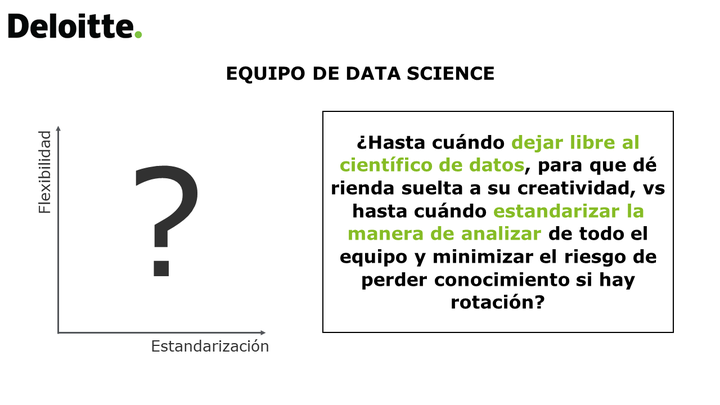 Deloitte.
EQUIPO DE DATA SCIENCE
Flexibilidad
?
Estandarización
¿Hasta cuándo dejar libre al
científico de datos, para que dé
rienda suelta a su creatividad, vs
hasta cuándo estandarizar la
manera de analizar de todo el
equipo y minimizar el riesgo de
perder conocimiento si hay
rotación?